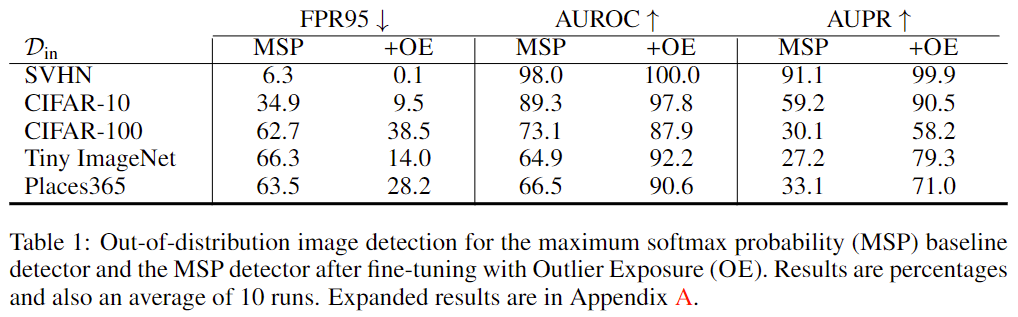 FPR95 ↓ AUROC ↑ AUPR ↑
𝒟in MSP +OE MSP +OE MSP +OE
SVHN 6.3 0.1 98.0 100.0 91.1 99.9
CIFAR-10 34.9 9.5 89.3 97.8 59.2 90.5
CIFAR-100 62.7 38.5 73.1 87.9 30.1 58.2
Tiny ImageNet 66.3 14.0 64.9 92.2 27.2 79.3
Places365 63.5 28.2 66.5 90.6 33.1 71.0
Table 1: Out-of-distribution image detection for the maximum softmax probability (MSP) baseline
detector and the MSP detector after fine-tuning with Outlier Exposure (OE). Results are percentages
and also an average of 10 runs. Expanded results are in Appendix A.